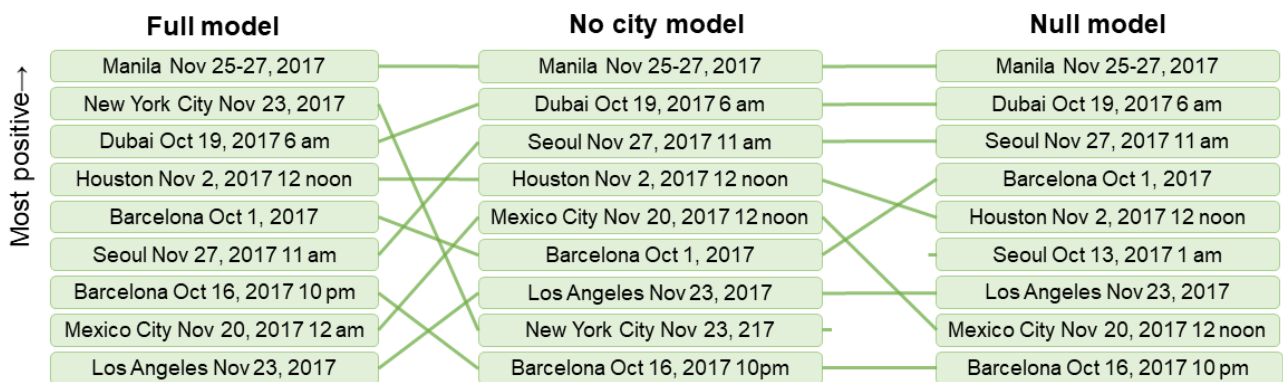 Full model
No city model
Null model
Most positive→
Manila Nov 25-27, 2017
New York City Nov 23, 2017
Dubai Oct 19, 2017 6 am
Houston Nov 2, 2017 12 noon
Barcelona Oct 1, 2017
Seoul Nov 27, 2017 11 am
Barcelona Oct 16, 2017 10 pm
Mexico City Nov 20, 2017 12 am
Los Angeles Nov 23, 2017
Manila Nov 25-27, 2017
Dubai Oct 19, 2017 6 am
Seoul Nov 27, 2017 11 am
Houston Nov 2, 2017 12 noon
Mexico City Nov 20, 2017 12 noon
Barcelona Oct 1, 2017
Los Angeles Nov 23, 2017
New York City Nov 23, 217
Barcelona Oct 16, 2017 10pm
Manila Nov 25-27, 2017
Dubai Oct 19, 2017 6 am
Seoul Nov 27, 2017 11 am
Barcelona Oct 1, 2017
Houston Nov 2, 2017 12 noon
Seoul Oct 13, 2017 1 am
Los Angeles Nov 23, 2017
Mexico City Nov 20, 2017 12 noon
Barcelona Oct 16, 2017 10 pm